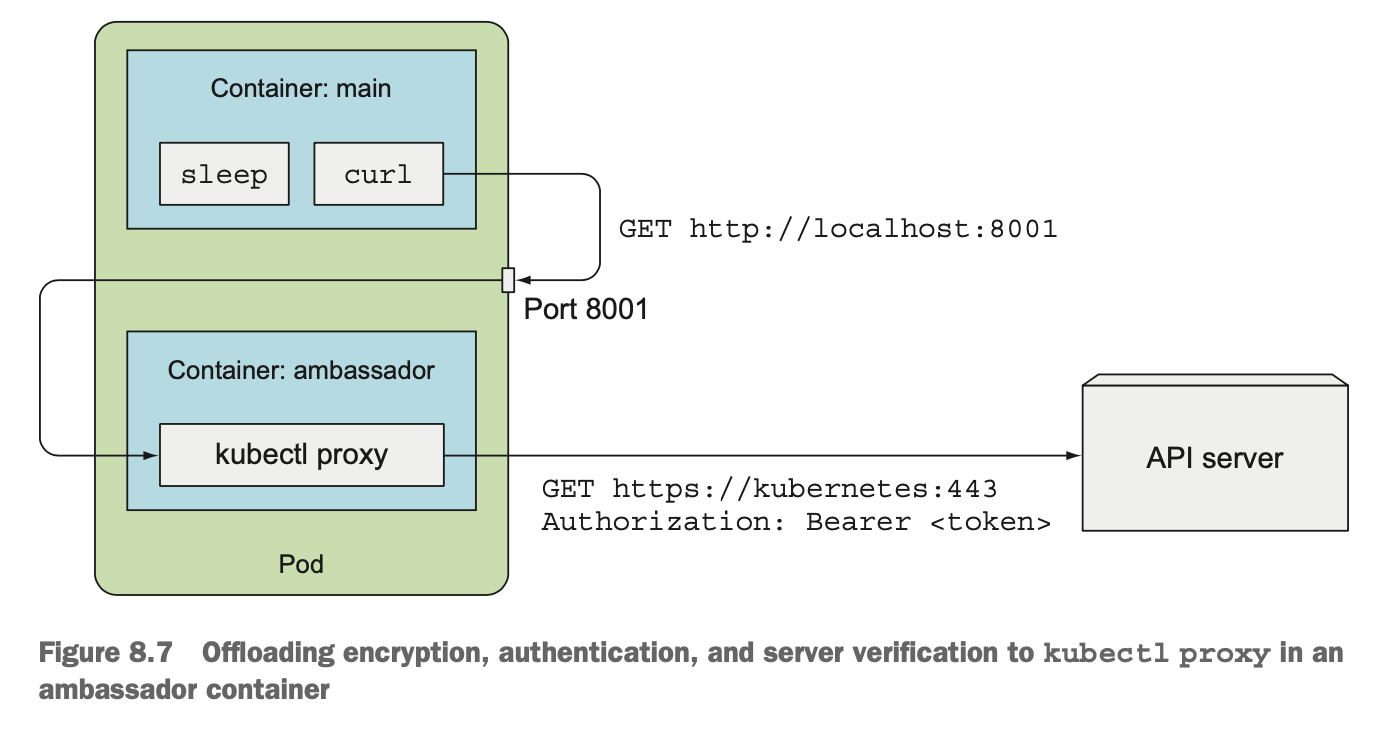 Container: main
sleep
curl
GET http://localhost:8001
Port 8001
Container: ambassador
kubectl proxy
API server
GET https://kubernetes:443
Authorization: Bearer <token>
Pod
Figure 8.7 Offloading encryption, authentication, and server verification to kubectl proxy in an
ambassador container